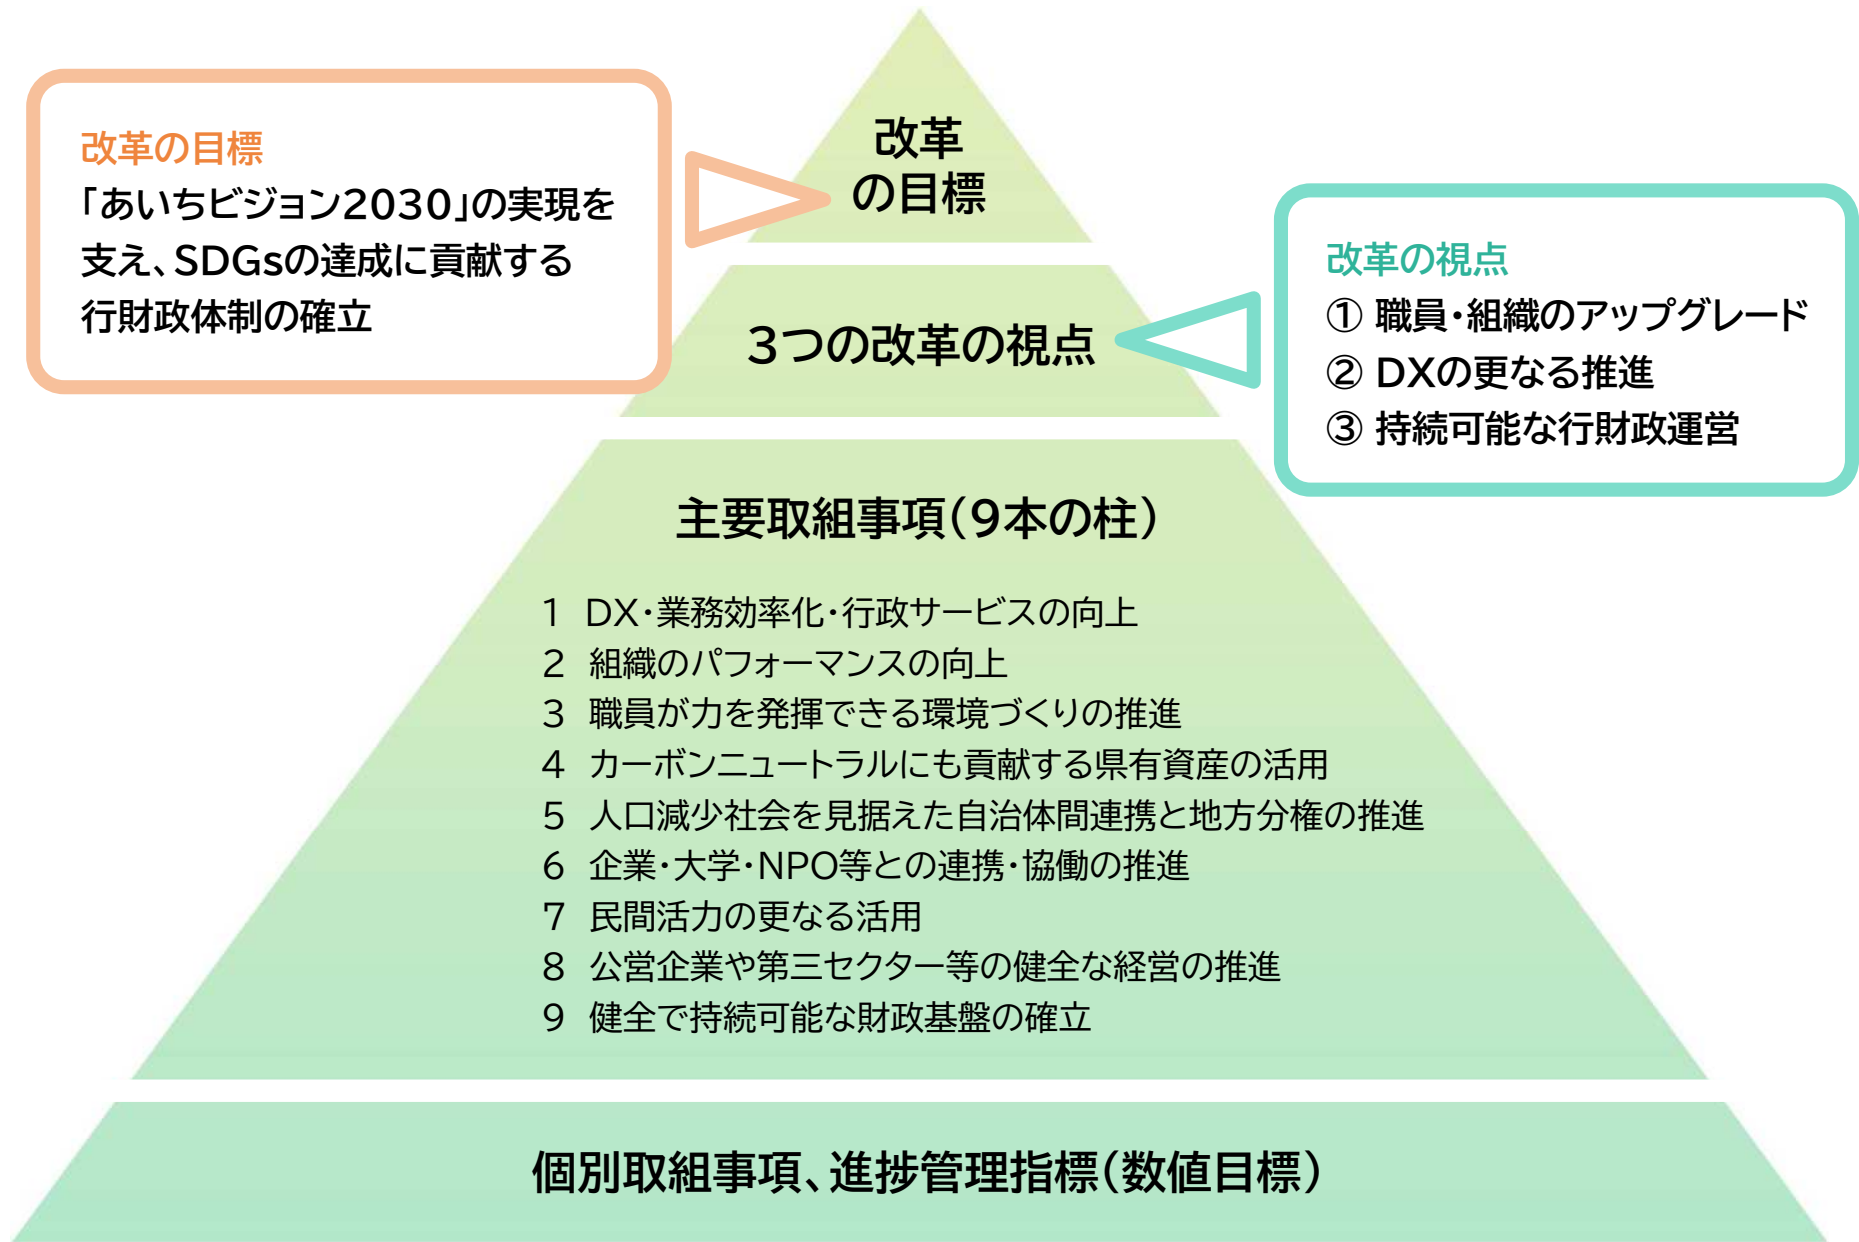 改革の目標
「あいちビジョン2030」の実現を
支え、SDGsの達成に貢献する
行財政体制の確立
改革
の目標
3つの改革の視点
改革の視点
① 職員・組織のアップグレード
② DXの更なる推進
③ 持続可能な行財政運営
主要取組事項(9本の柱)
1 DX・業務効率化・行政サービスの向上
2 組織のパフォーマンスの向上
3 職員が力を発揮できる環境づくりの推進
4 カーボンニュートラルにも貢献する県有資産の活用
5 人口減少社会を見据えた自治体間連携と地方分権の推進
6 企業・大学・NPO等との連携・協働の推進
7 民間活力の更なる活用
8 公営企業や第三セクター等の健全な経営の推進
9 健全で持続可能な財政基盤の確立
個別取組事項、進捗管理指標(数値目標)